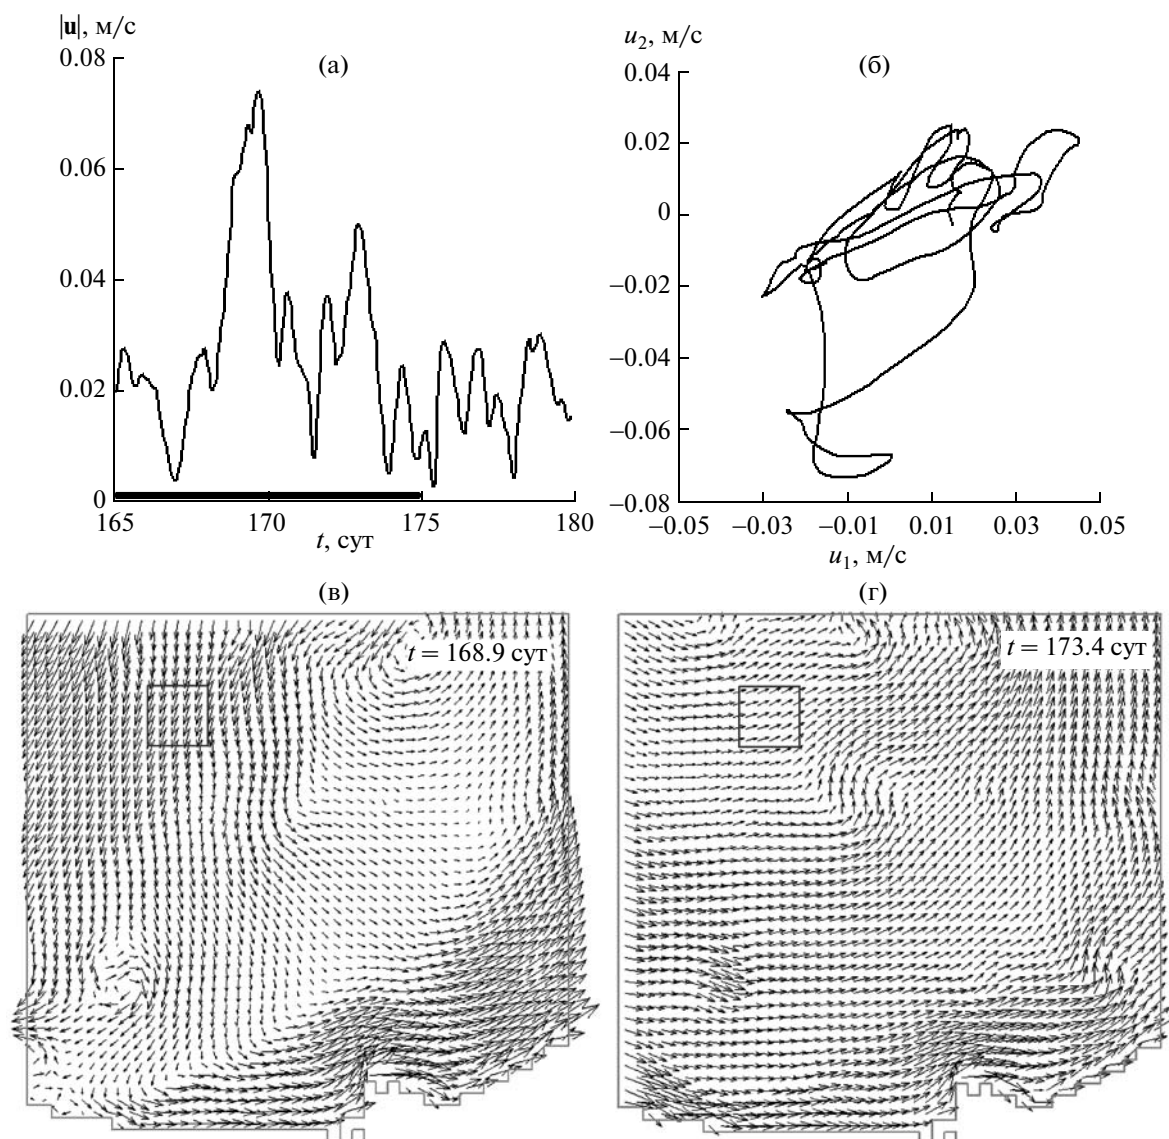 |u|, м/с
(а)
0.08
0.06
0.04
0.02
0
165 170 175 180
t, сут
u2, м/с
(б)
0.04
0.02
0
–0.02
–0.04
–0.06
–0.08
–0.05 –0.03 –0.01 0.01 0.03 0.05
u1, м/с
(в)
t = 168.9 сут
(г)
t = 173.4 сут